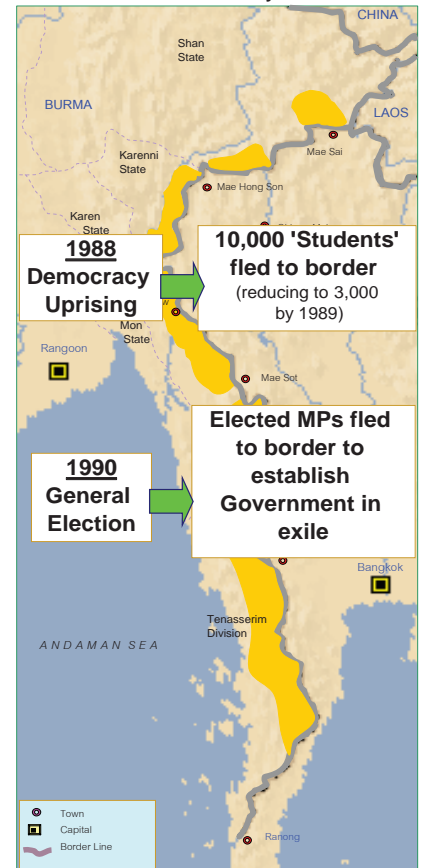 CHINA
Shan
State
BURMA
LAOS
Mae Sai
Karenni
State
Mae Hong Son
Karen
State
1988
Democracy
Uprising
10,000 'Students'
fled to border
(reducing to 3,000
by 1989)
Mon
State
Rangoon
Mae Sot
1990
General
Election
Elected MPs fled
to border to
establish
Government in
exile
Bangkok
Tenasserim
Division
ANDAMAN SEA
Town
Capital
Border Line
Ranong